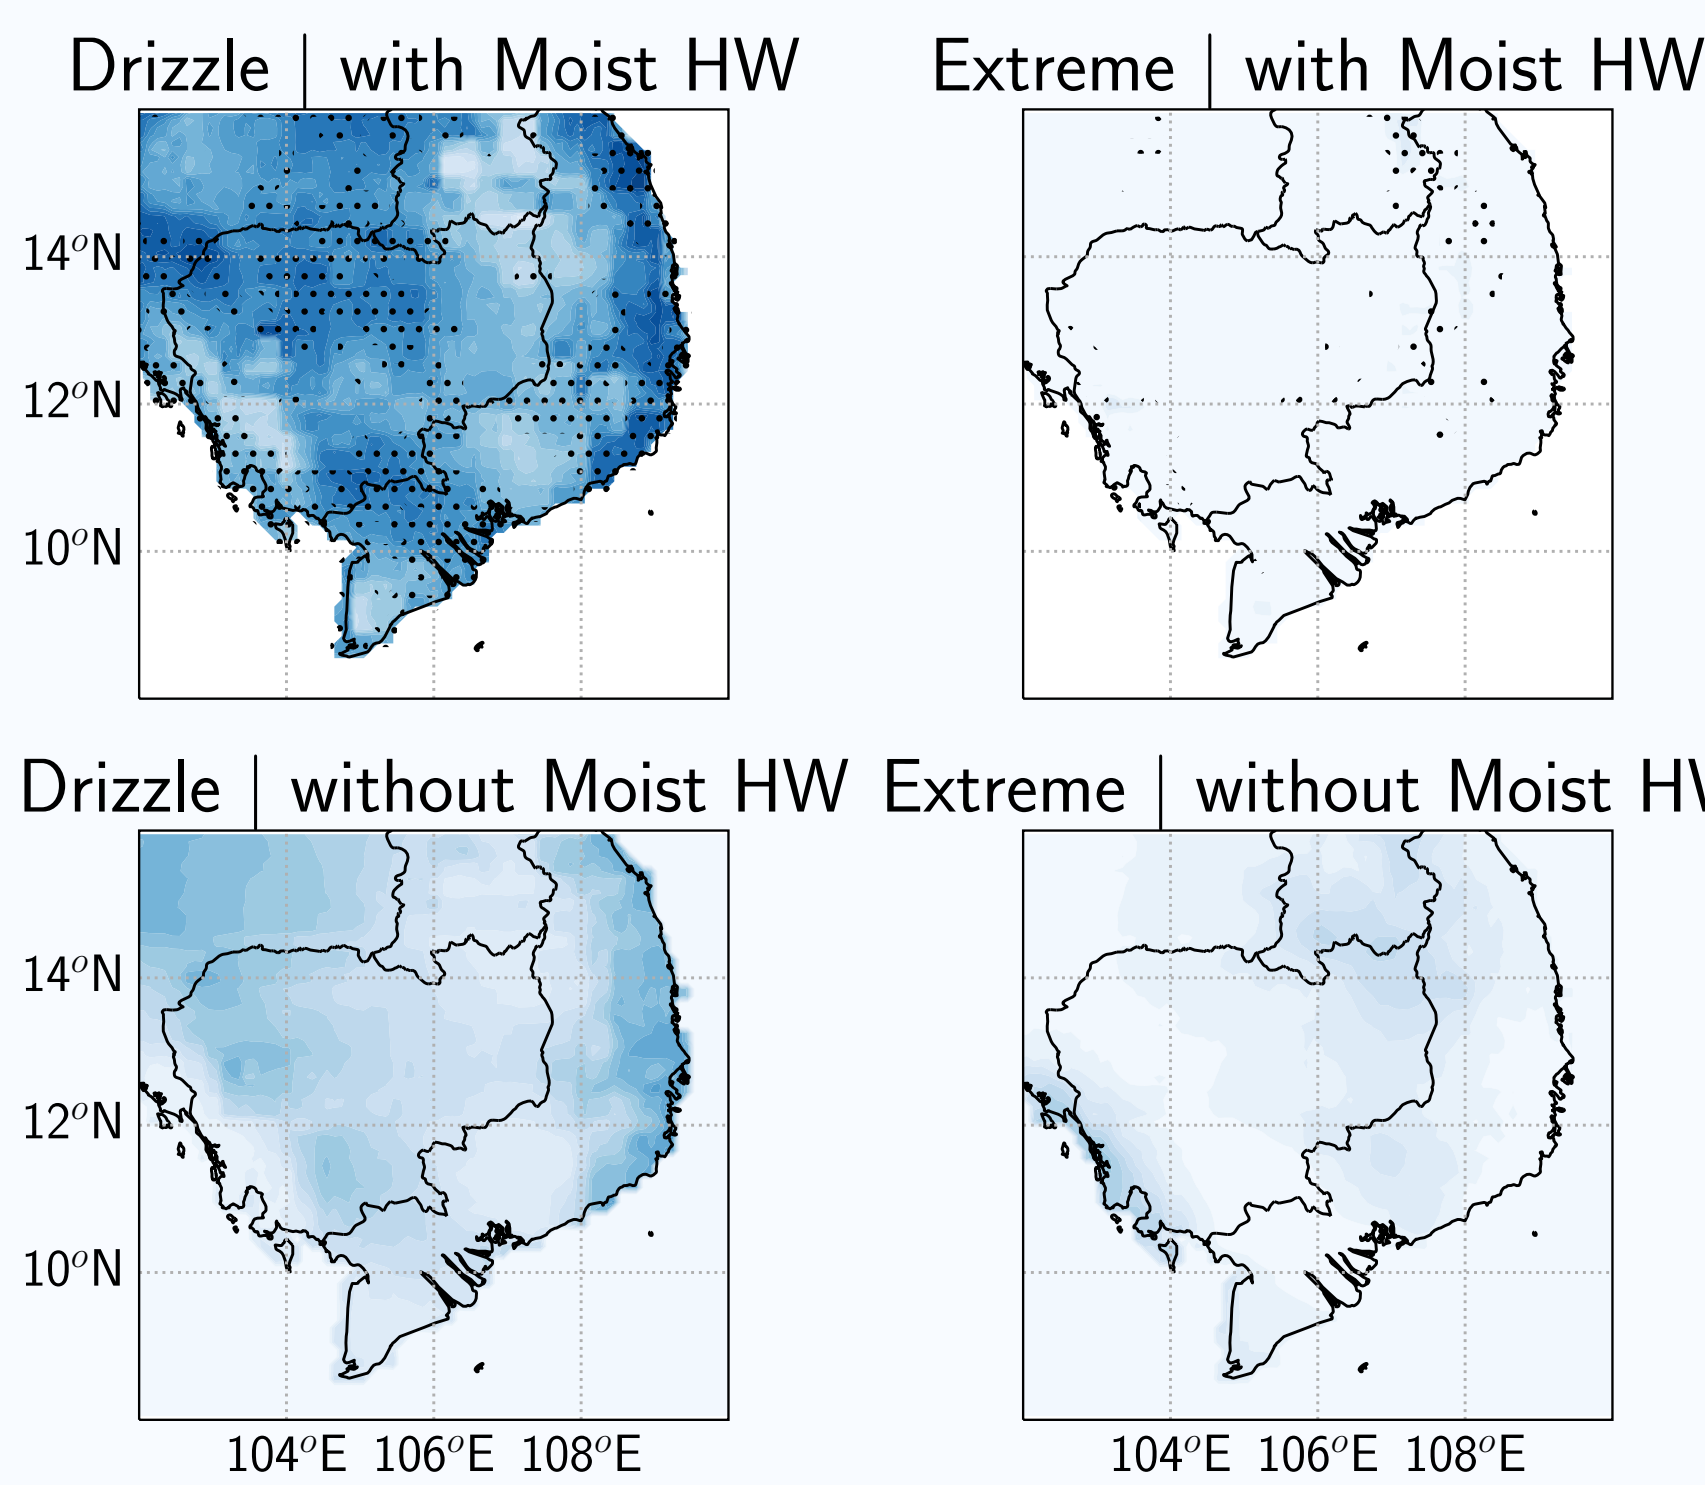 Drizzle | with Moist HW
Extreme | with Moist HW
14°N
12°N
10°N
Drizzle | without Moist HW
Extreme | without Moist HW
14°N
12°N
10°N
104°E 106°E 108°E
104°E 106°E 108°E